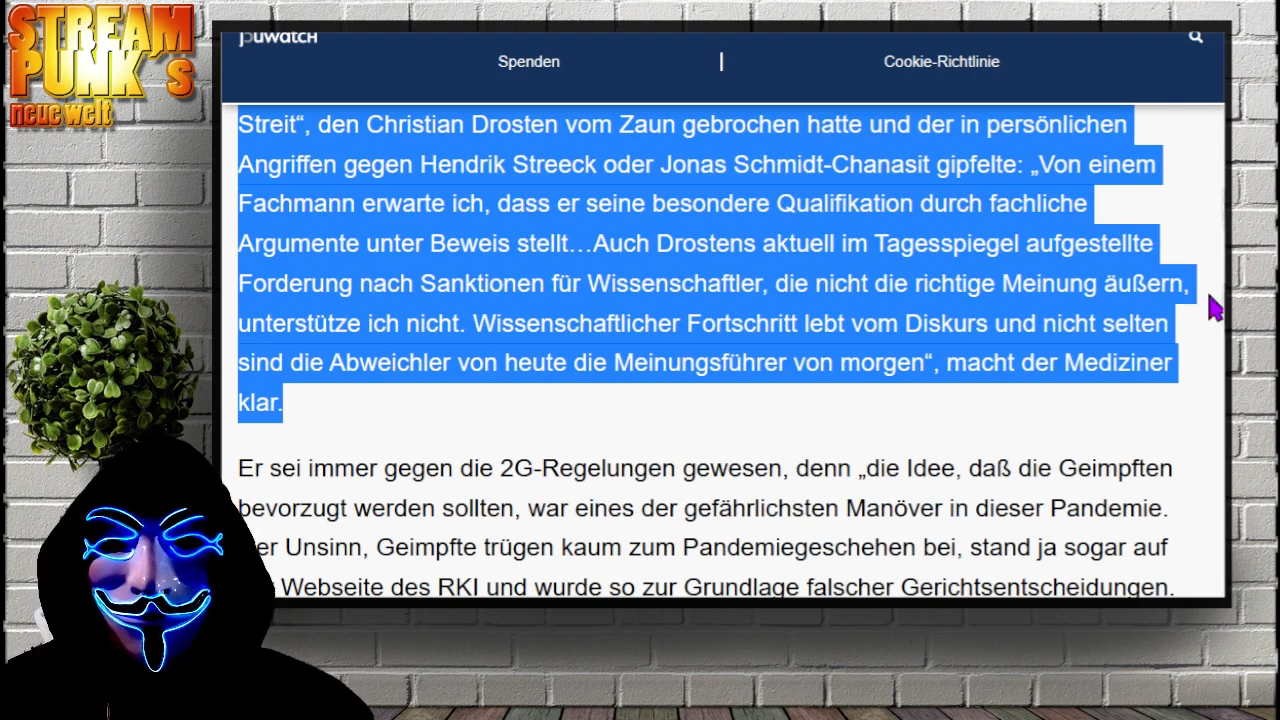 STREAM
PUNK´s
neue welt
jouwatch
Spenden
|
Cookie-Richtlinie
Streit“, den Christian Drosten vom Zaun gebrochen hatte und der in persönlichen
Angriffen gegen Hendrik Streeck oder Jonas Schmidt-Chanasit gipfelte: „Von einem
Fachmann erwarte ich, dass er seine besondere Qualifikation durch fachliche
Argumente unter Beweis stellt…Auch Drostens aktuell im Tagesspiegel aufgestellte
Forderung nach Sanktionen für Wissenschaftler, die nicht die richtige Meinung äußern,
unterstütze ich nicht. Wissenschaftlicher Fortschritt lebt vom Diskurs und nicht selten
sind die Abweichler von heute die Meinungsführer von morgen“, macht der Mediziner
klar.
Er sei immer gegen die 2G-Regelungen gewesen, denn „die Idee, daß die Geimpften
bevorzugt werden sollten, war eines der gefährlichsten Manöver in dieser Pandemie.
er Unsinn, Geimpfte trügen kaum zum Pandemiegeschehen bei, stand ja sogar auf
Webseite des RKI und wurde so zur Grundlage falscher Gerichtsentscheidungen.